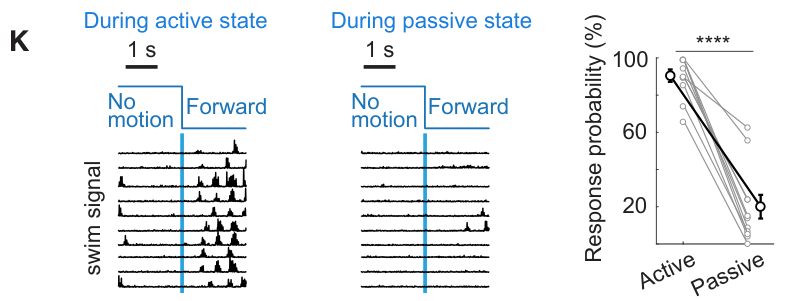 K
During active state
1 s
No
motion
Forward
swim signal
During passive state
1 s
No
motion
Forward
Response probability (%)
****
100
60
20
Active
Passive